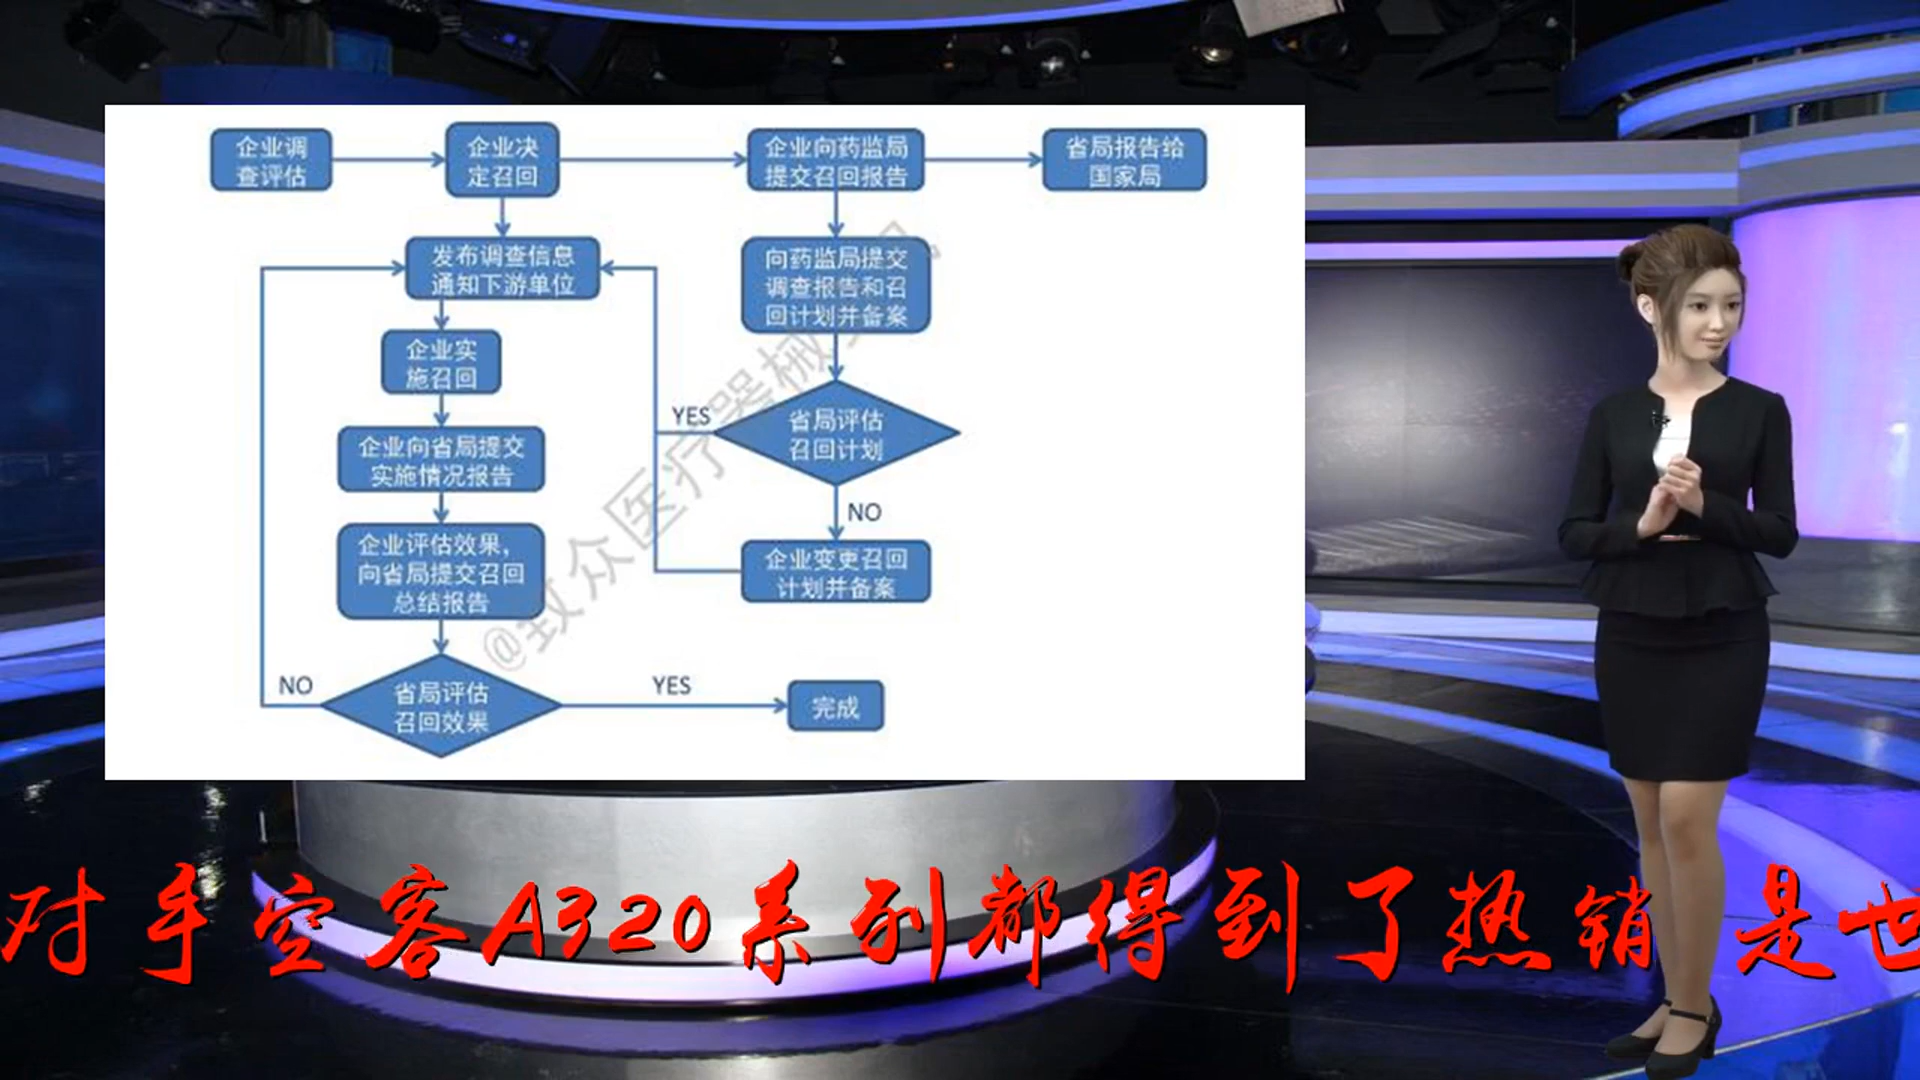 企业调
查评估
企业决
定召回
企业向药监局
提交召回报告
省局报告给
国家局
发布调查信息
通知下游单位
向药监局提交
调查报告和召
回计划并备案
企业实
施召回
YES
省局评估
召回计划
企业向省局提交
实施情况报告
NO
企业评估效果，
向省局提交召回
总结报告
企业变更召回
计划并备案
NO
省局评估
召回效果
YES
完成
@致众医疗器械
对手空客A320系列都得到了热销 是也